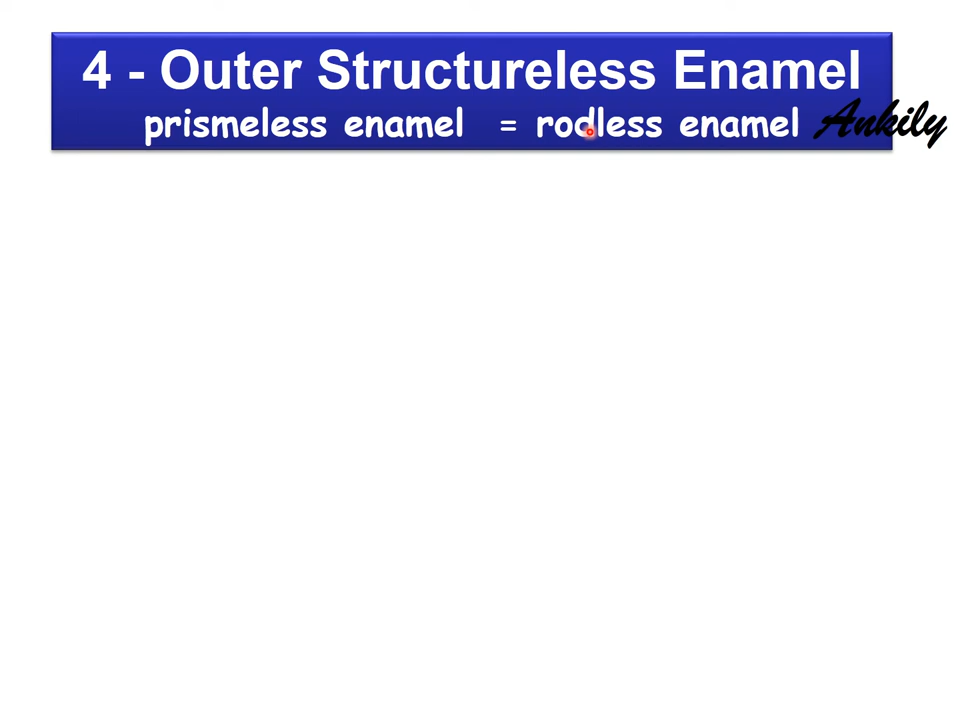 4 - Outer Structureless Enamel
prismeless enamel = rodless enamel Ankily